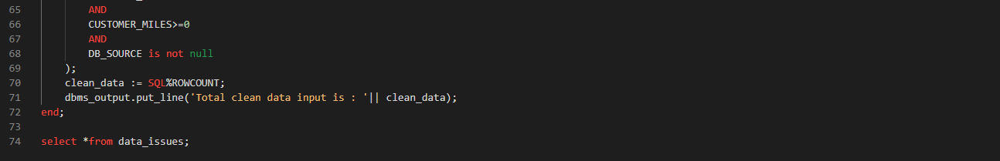 65 AND
66 CUSTOMER_MILES>=0
67 AND
68 DB_SOURCE is not null
69 );
70 clean_data := SQL%ROWCOUNT;
71 dbms_output.put_line('Total clean data input is : '|| clean_data);
72 end;
73
74 select *from data_issues;